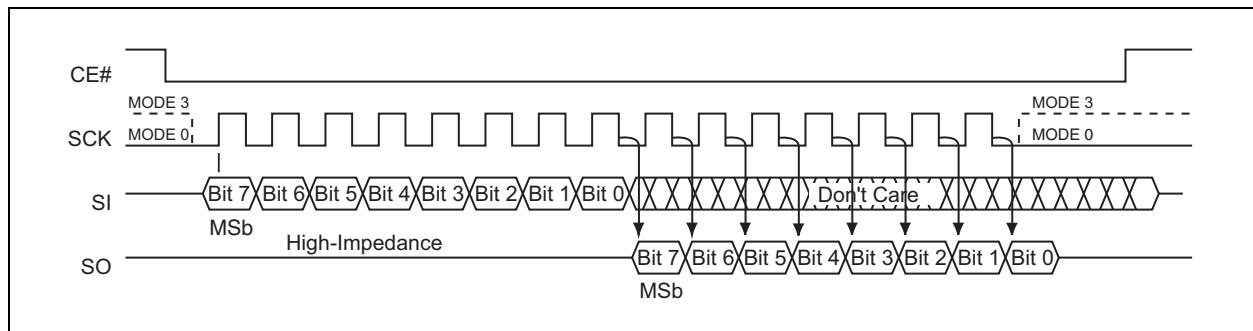 CE#
MODE 3
MODE 3
SCK
MODE 0
MODE 0
SI
Bit 7 Bit 6 Bit 5 Bit 4 Bit 3 Bit 2 Bit 1 Bit 0
Don't Care
MSb
High-Impedance
SO
Bit 7 Bit 6 Bit 5 Bit 4 Bit 3 Bit 2 Bit 1 Bit 0
MSb